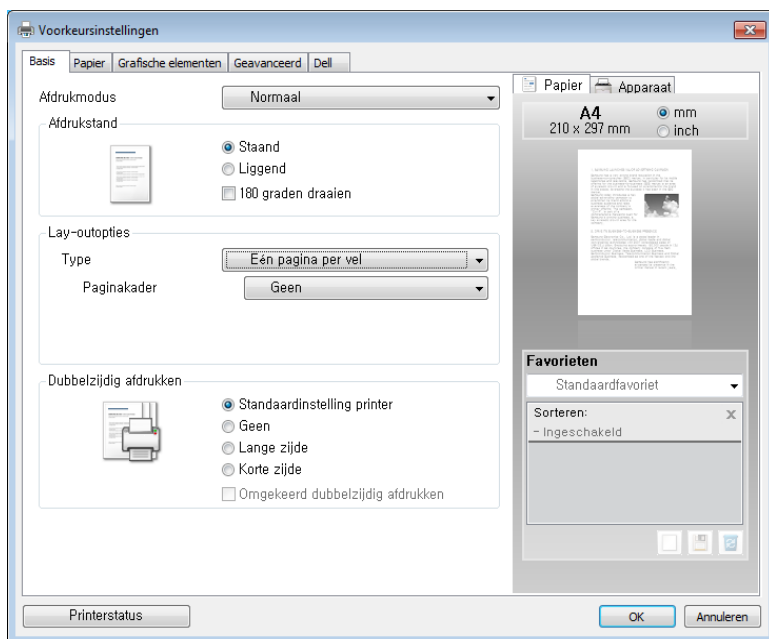 Voorkeursinstellingen
Basis Papier Grafische elementen Geavanceerd Dell
Afdrukmodus Normaal
Afdrukstand
Staand
Liggend
180 graden draaien
Lay-outopties
Type Eén pagina per vel
Paginakader Geen
Dubbelzijdig afdrukken
Standaardinstelling printer
Geen
Lange zijde
Korte zijde
Omgekeerd dubbelzijdig afdrukken
Papier Apparaat
A4
210 x 297 mm
mm
inch
Favorieten
Standaardfavoriet
Sorteren:
- Ingeschakeld
Printerstatus OK Annuleren